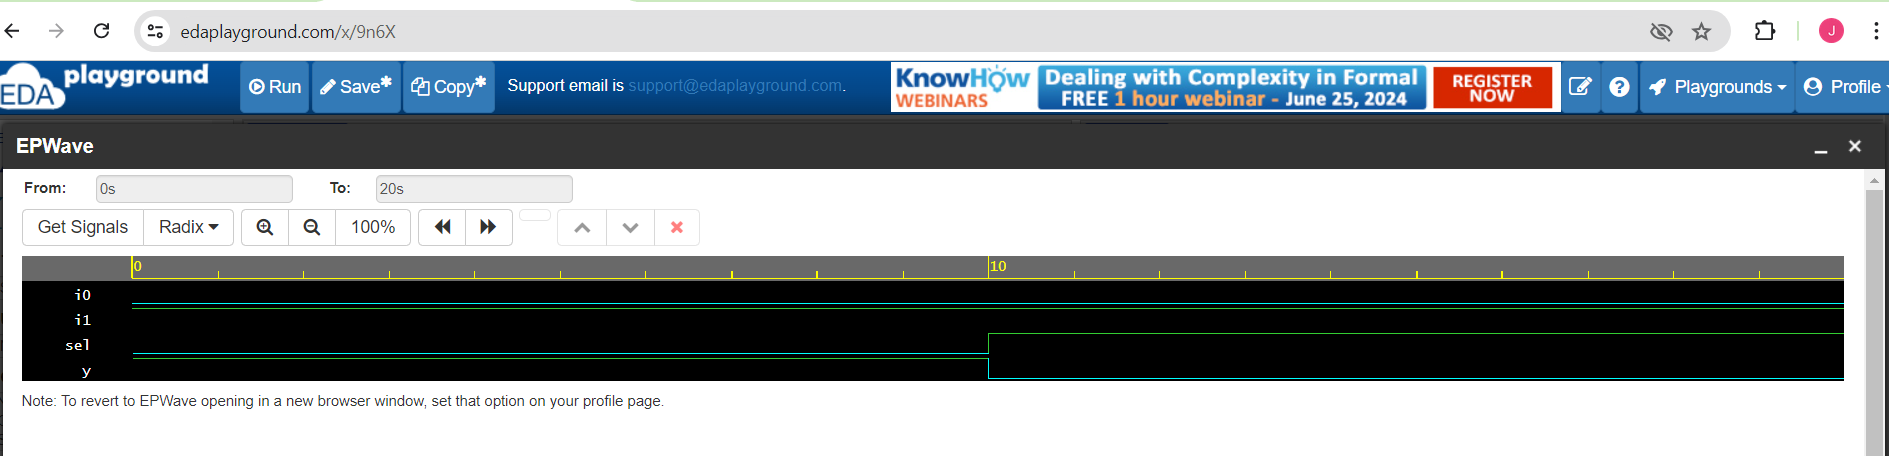 edaplayground.com/x/9n6X
J
EDA playground
Run
Save*
Copy*
Support email is support@edaplayground.com.
KnowHow WEBINARS
Dealing with Complexity in Formal
FREE 1 hour webinar - June 25, 2024
REGISTER NOW
Playgrounds
Profile
EPWave
From: 0s To: 20s
Get Signals Radix 100%
0 10
i0
i1
sel
y
Note: To revert to EPWave opening in a new browser window, set that option on your profile page.